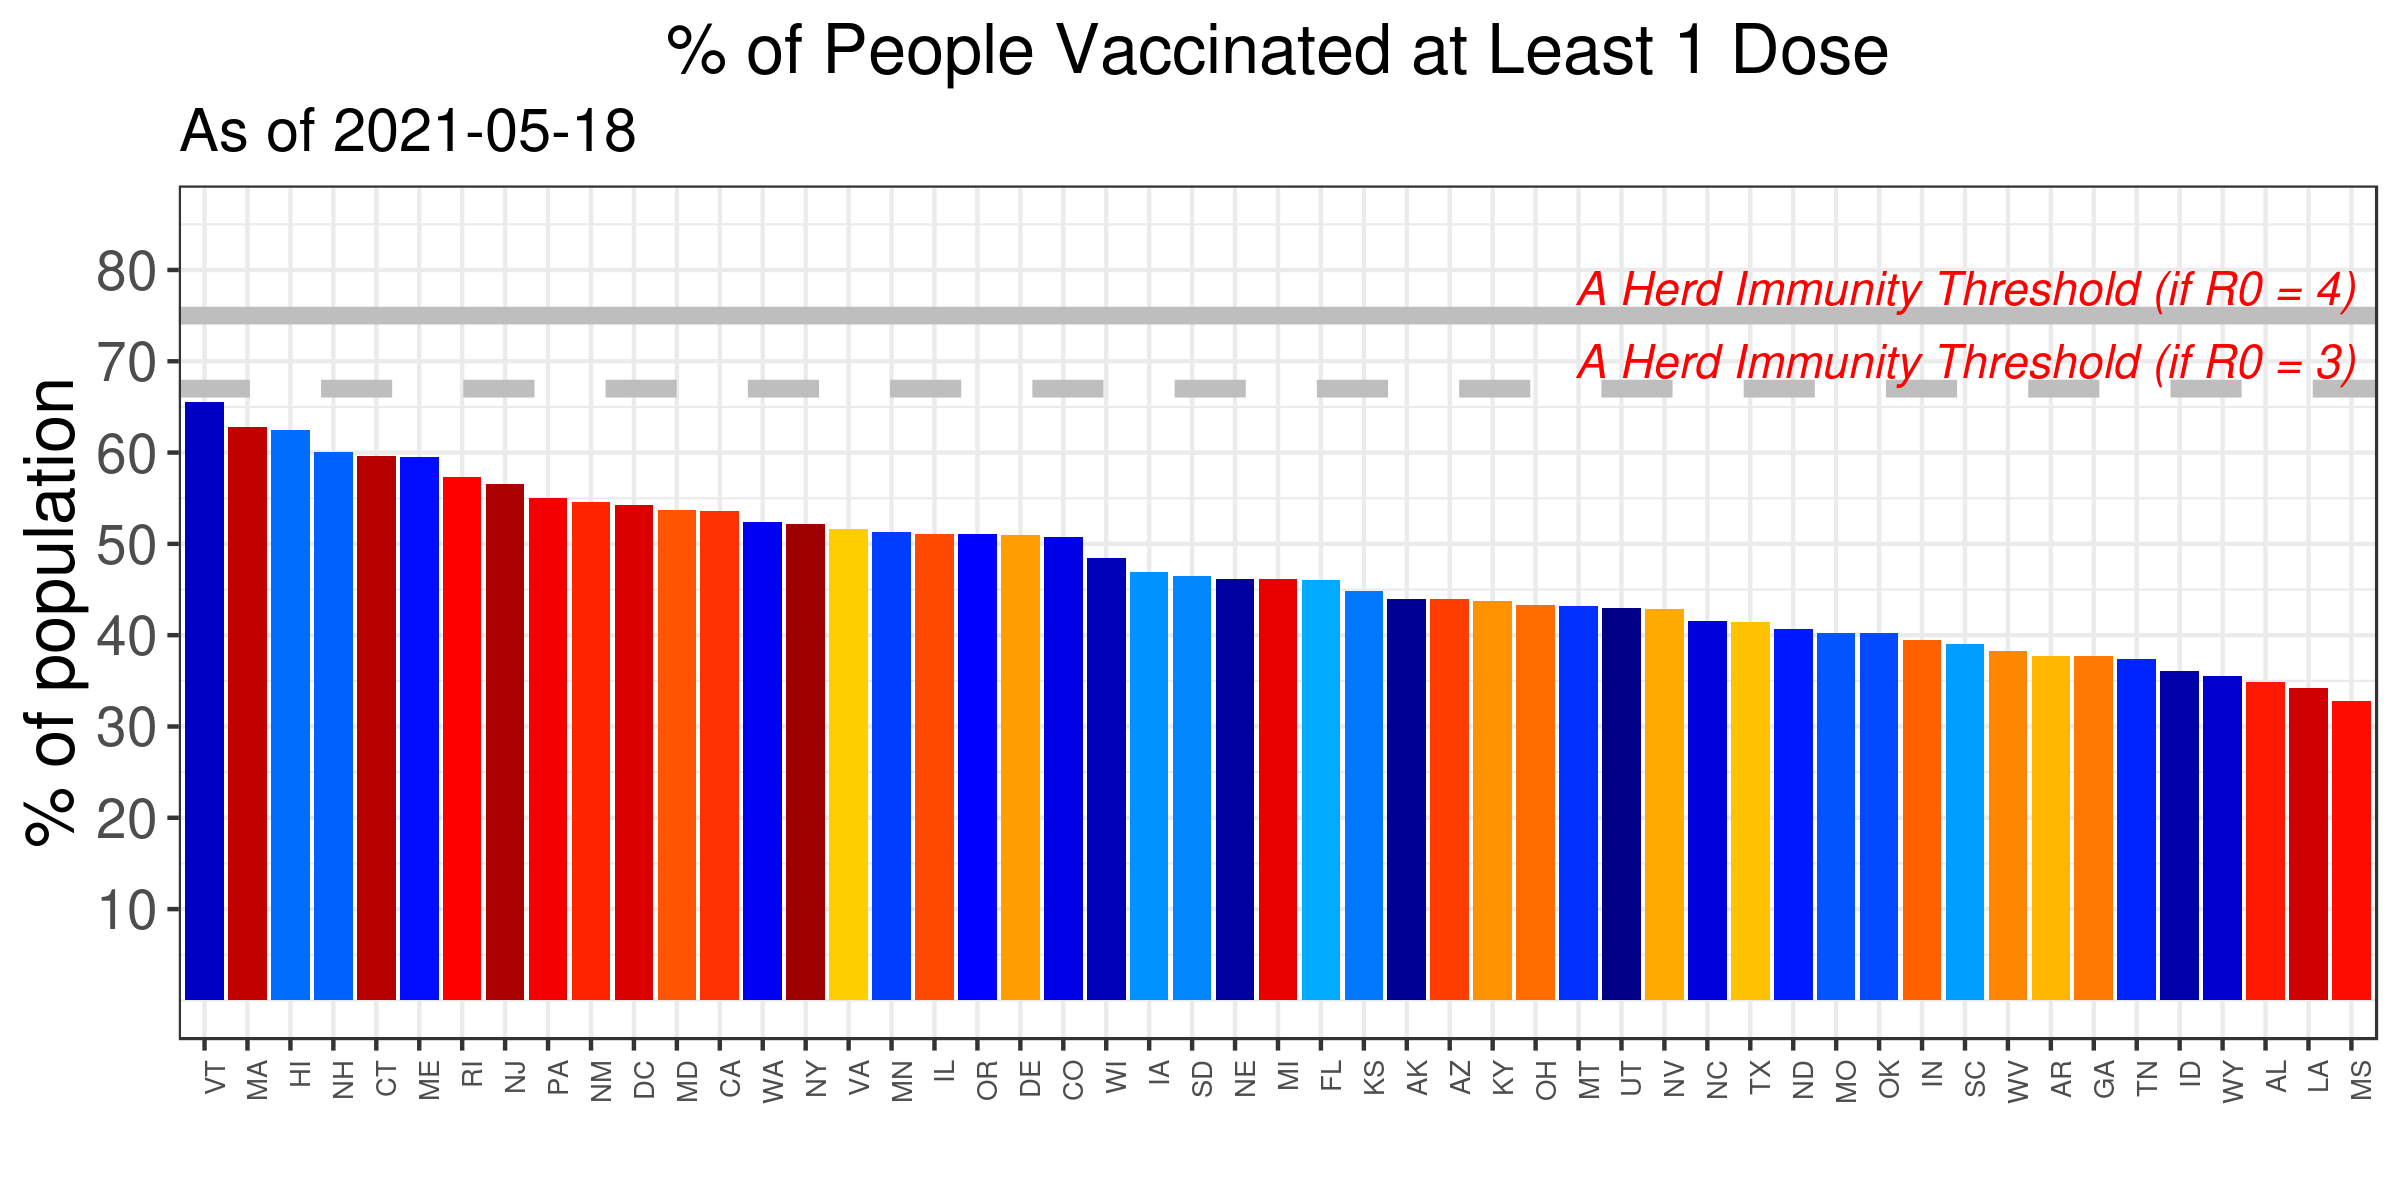 % of People Vaccinated at Least 1 Dose
As of 2021-05-18
% of population
80
70
60
50
40
30
20
10
A Herd Immunity Threshold (if R0 = 4)
A Herd Immunity Threshold (if R0 = 3)
VT MA HI NH CT ME RI NJ PA NM DC MD CA WA NY VA MN IL OR DE CO WI IA SD NE MI FL KS AK AZ KY OH MT UT NV NC TX ND MO OK IN SC WV AR GA TN ID WY AL LA MS